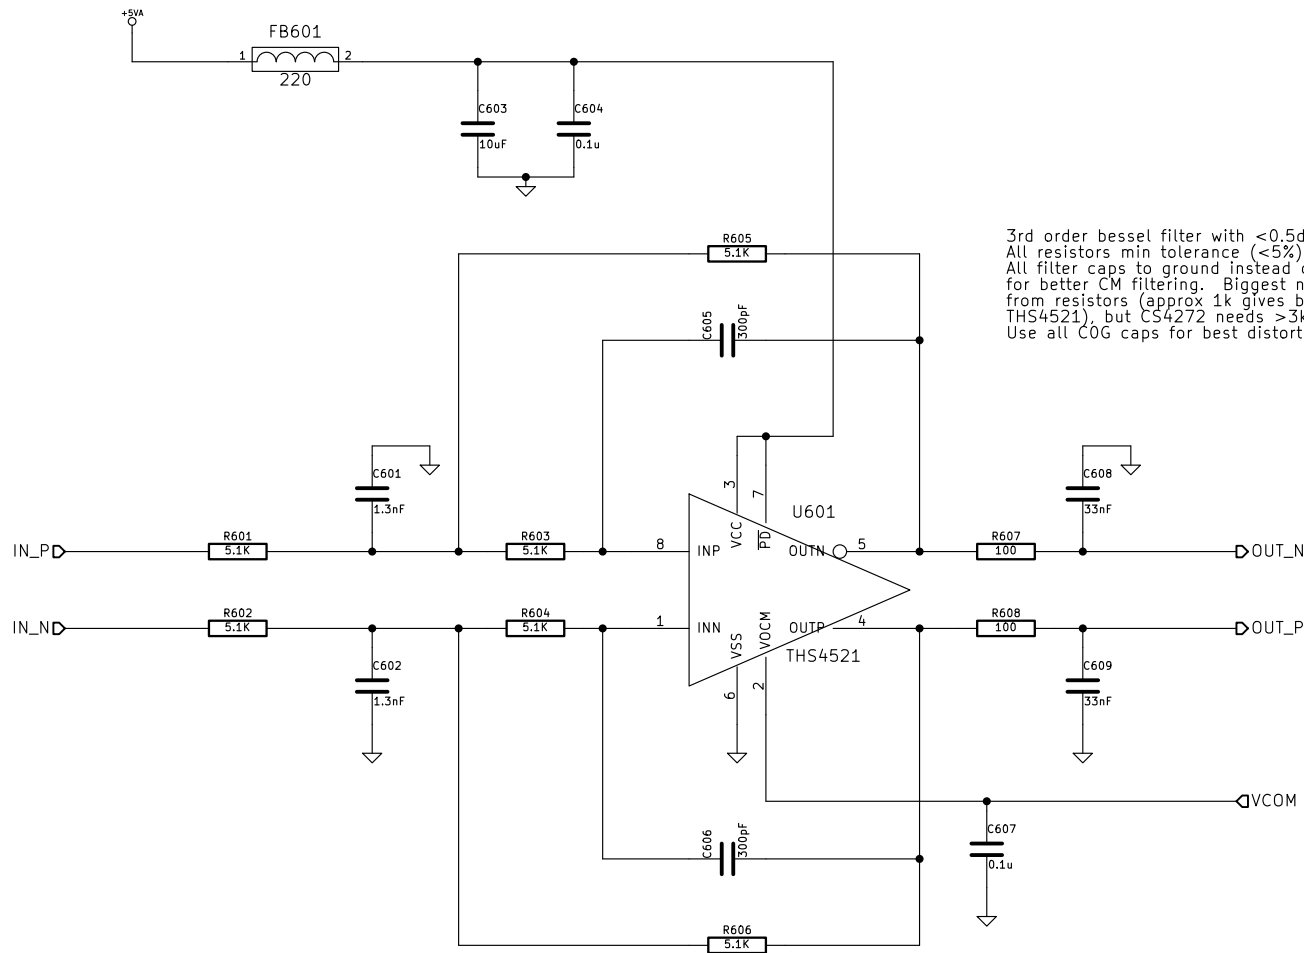 +5VA
FB601
1
2
220
C603
10uF
C604
0.1u
3rd order bessel filter with <0.5d
All resistors min tolerance (<5%)
All filter caps to ground instead
for better CM filtering. Biggest
from resistors (approx 1k gives
THS4521), but CS4272 needs >3k
Use all C0G caps for best distort
R605
5.1K
C605
300pF
C601
1.3nF
C608
33nF
3
7
U601
VCC
PD
IN_P
R601
5.1K
R603
5.1K
8
INP
OUTN
5
R607
100
OUT_N
IN_N
R602
5.1K
R604
5.1K
1
INN
OUTP
4
R608
100
OUT_P
VSS
VOCM
THS4521
6
2
C602
1.3nF
C609
33nF
VCOM
C606
300pF
C607
0.1u
R606
5.1K